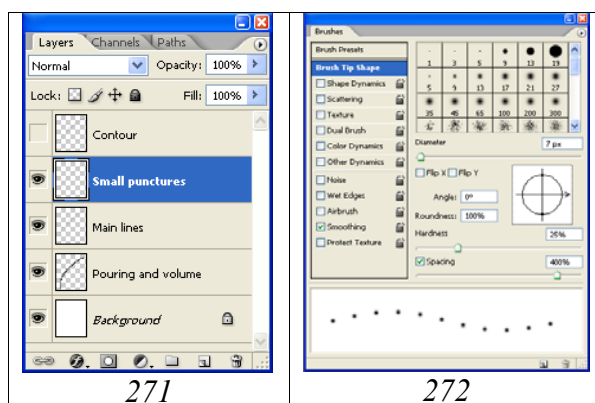 Layers Channels Paths
Normal Opacity: 100%
Lock: Fill: 100%
Contour
Small punctures
Main lines
Pouring and volume
Background
271
Brushes
Brush Presets
Brush Tip Shape
Shape Dynamics
Scattering
Texture
Dual Brush
Color Dynamics
Other Dynamics
Noise
Wet Edges
Airbrush
Smoothing
Protect Texture
1 3 5 9 13 19
5 9 13 17 21 27
35 45 65 100 200 300
Diameter 7 px
Flip X Flip Y
Angle: 0°
Roundness: 100%
Hardness 25%
Spacing 400%
272